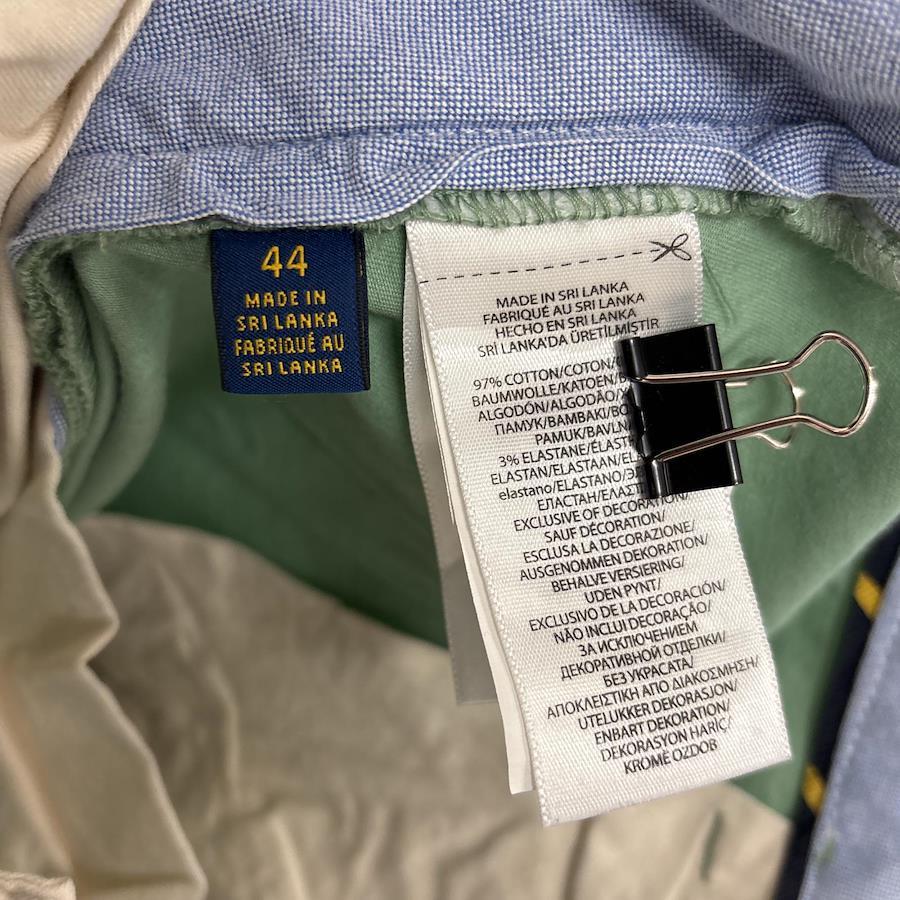 44
MADE IN
SRI LANKA
FABRIQUÉ AU
SRI LANKA
MADE IN SRI LANKA
FABRIQUÉ AU SRI LANKA
HECHO EN SRI LANKA
SRİ LANKA'DA ÜRETİLMİŞTİR
97% COTTON/COTON/
BAUMWOLLE/KATOEN/
ALGODÓN/ALGODÃO/
ПАМУК/BAMBAKI/
PAMUK/BAVLN
3% ELASTANE/ÉLAST
ELASTAN/ELASTAAN/
elastano/ELASTANO/
ЕЛАСТАН/ΕΛΑΣΤ
EXCLUSIVE OF DECORATION/
SAUF DÉCORATION/
ESCLUSA LA DECORAZIONE/
AUSGENOMMEN DEKORATION/
BEHALVE VERSIERING/
UDEN PYNT/
EXCLUSIVO DE LA DECORACIÓN/
NÃO INCLUI DECORAÇÃO/
ЗА ИСКЛЮЧЕНИЕМ
ДЕКОРАТИВНОЙ ОТДЕЛКИ/
БЕЗ УКРАСАТА/
ΑΠΟΚΛΕΙΣΤΙΚΗ ΑΠΟ ΔΙΑΚΟΣΜΗΣΗ/
UTELUKKER DEKORASJON/
ENBART DEKORATION/
DEKORASYON HARİÇ/
KROMĚ OZDOB